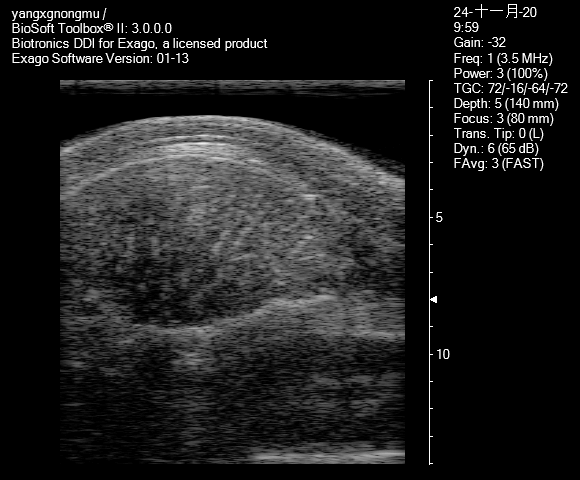 yangxgnongmu /
BioSoft Toolbox® II: 3.0.0.0
Biotronics DDI for Exago, a licensed product
Exago Software Version: 01-13
24-十一月-20
9:59
Gain: -32
Freq: 1 (3.5 MHz)
Power: 3 (100%)
TGC: 72/-16/-64/-72
Depth: 5 (140 mm)
Focus: 3 (80 mm)
Trans. Tip: 0 (L)
Dyn.: 6 (65 dB)
FAvg: 3 (FAST)
5
10